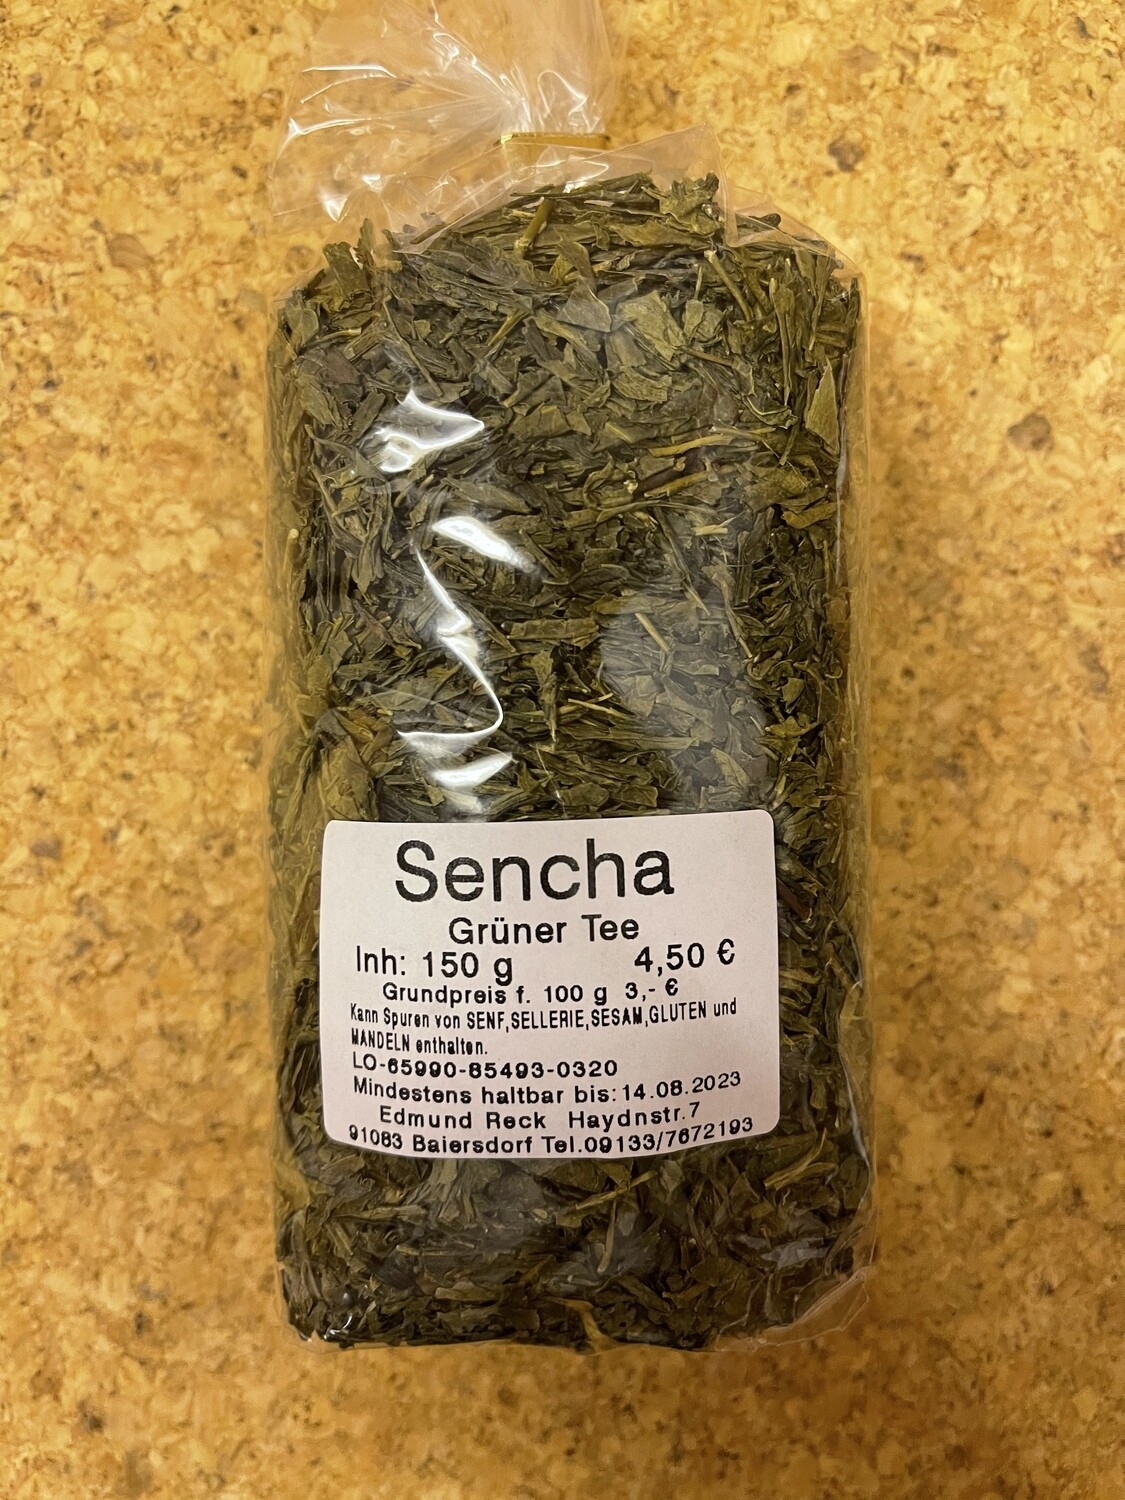 Sencha
Grüner Tee
Inh: 150 g 4,50 €
Grundpreis f. 100 g 3,- €
Kann Spuren von SENF,SELLERIE,SESAM,GLUTEN und
MANDELN enthalten.
LO-65990-85493-0320
Mindestens haltbar bis:14.08.2023
Edmund Reck Haydnstr.7
91083 Baiersdorf Tel.09133/7672193